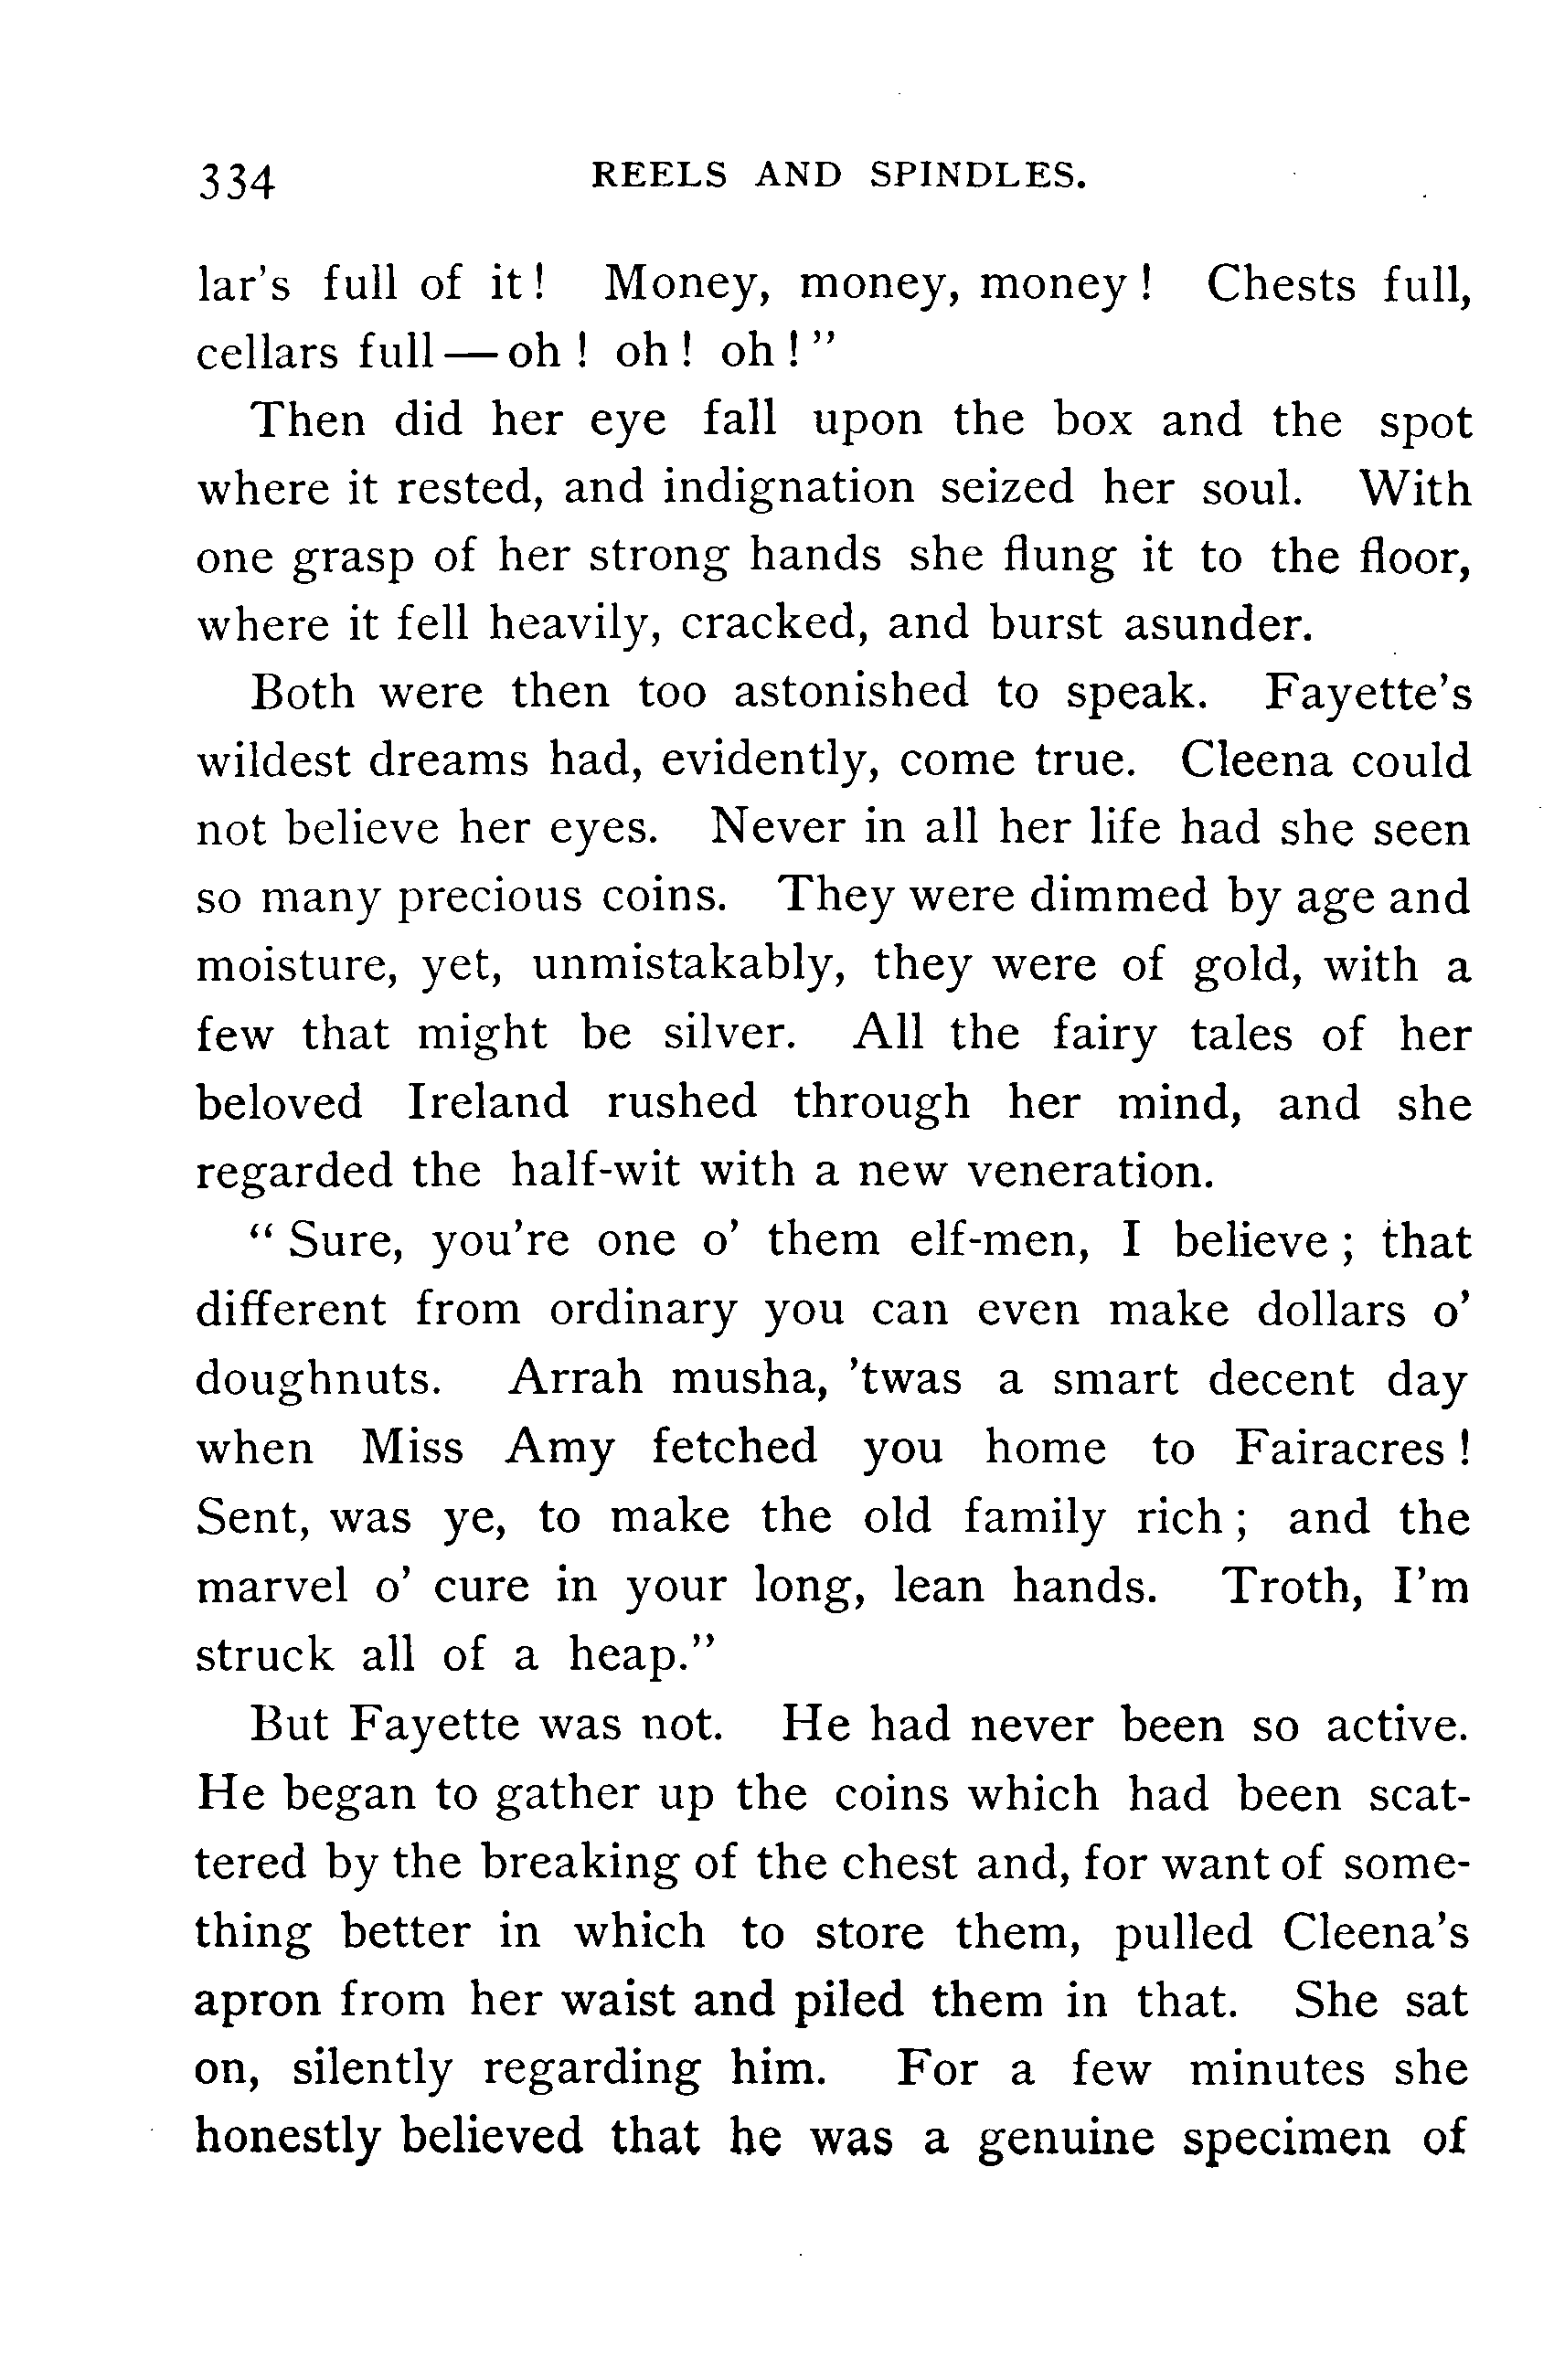 334 REELS AND SPINDLES.
lar's full of it! Money, money, money! Chests full,
cellars full—oh! oh! oh!”
Then did her eye fall upon the box and the spot
where it rested, and indignation seized her soul. With
one grasp of her strong hands she flung it to the floor,
where it fell heavily, cracked, and burst asunder.
Both were then too astonished to speak. Fayette's
wildest dreams had, evidently, come true. Cleena could
not believe her eyes. Never in all her life had she seen
so many precious coins. They were dimmed by age and
moisture, yet, unmistakably, they were of gold, with a
few that might be silver. All the fairy tales of her
beloved Ireland rushed through her mind, and she
regarded the half-wit with a new veneration.
“Sure, you're one o' them elf-men, I believe; that
different from ordinary you can even make dollars o'
doughnuts. Arrah musha, 'twas a smart decent day
when Miss Amy fetched you home to Fairacres!
Sent, was ye, to make the old family rich; and the
marvel o' cure in your long, lean hands. Troth, I'm
struck all of a heap.”
But Fayette was not. He had never been so active.
He began to gather up the coins which had been scat-
tered by the breaking of the chest and, for want of some-
thing better in which to store them, pulled Cleena's
apron from her waist and piled them in that. She sat
on, silently regarding him. For a few minutes she
honestly believed that he was a genuine specimen of